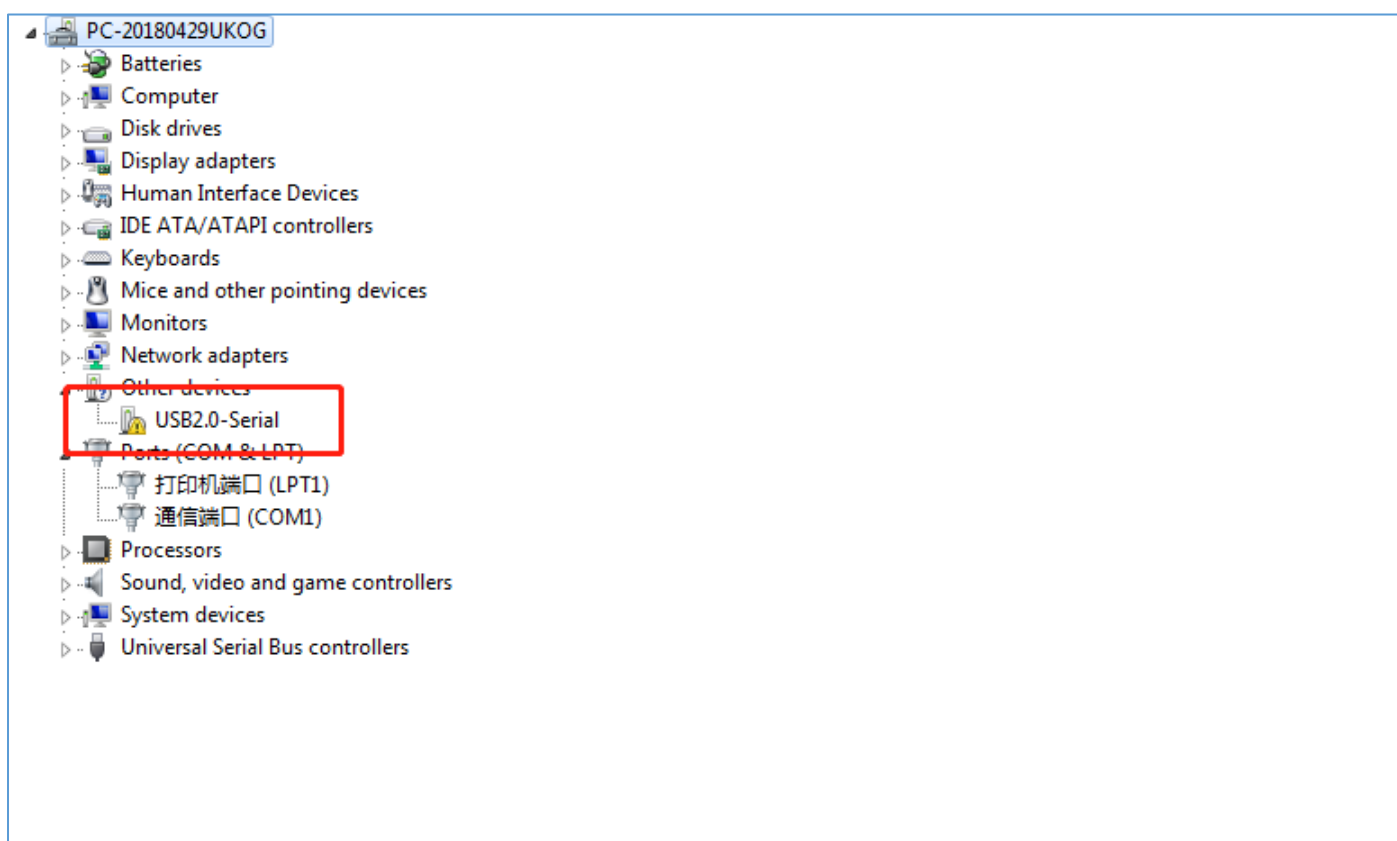 PC-20180429UKOG
Batteries
Computer
Disk drives
Display adapters
Human Interface Devices
IDE ATA/ATAPI controllers
Keyboards
Mice and other pointing devices
Monitors
Network adapters
Other devices
USB2.0-Serial
Ports (COM & LPT)
打印机端口 (LPT1)
通信端口 (COM1)
Processors
Sound, video and game controllers
System devices
Universal Serial Bus controllers